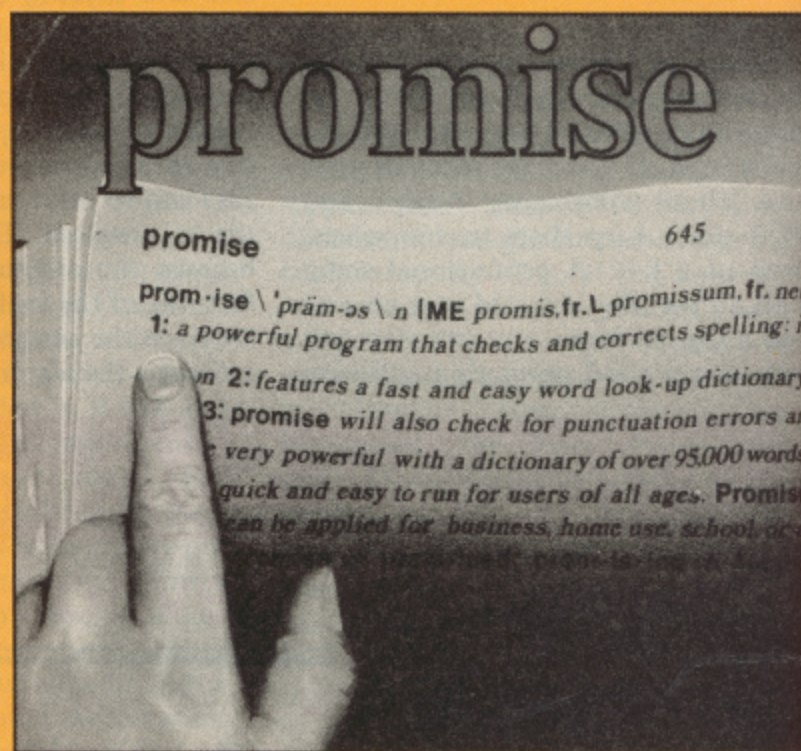 promise
promise 645
prom·ise \ 'präm-əs \ n [ME promis, fr. L promissum, fr. ne
1: a powerful program that checks and corrects spelling:
2: features a fast and easy word look-up dictionary
3: promise will also check for punctuation errors
very powerful with a dictionary of over 95,000 words
quick and easy to run for users of all ages. Promis
can be applied for business, home use, school or